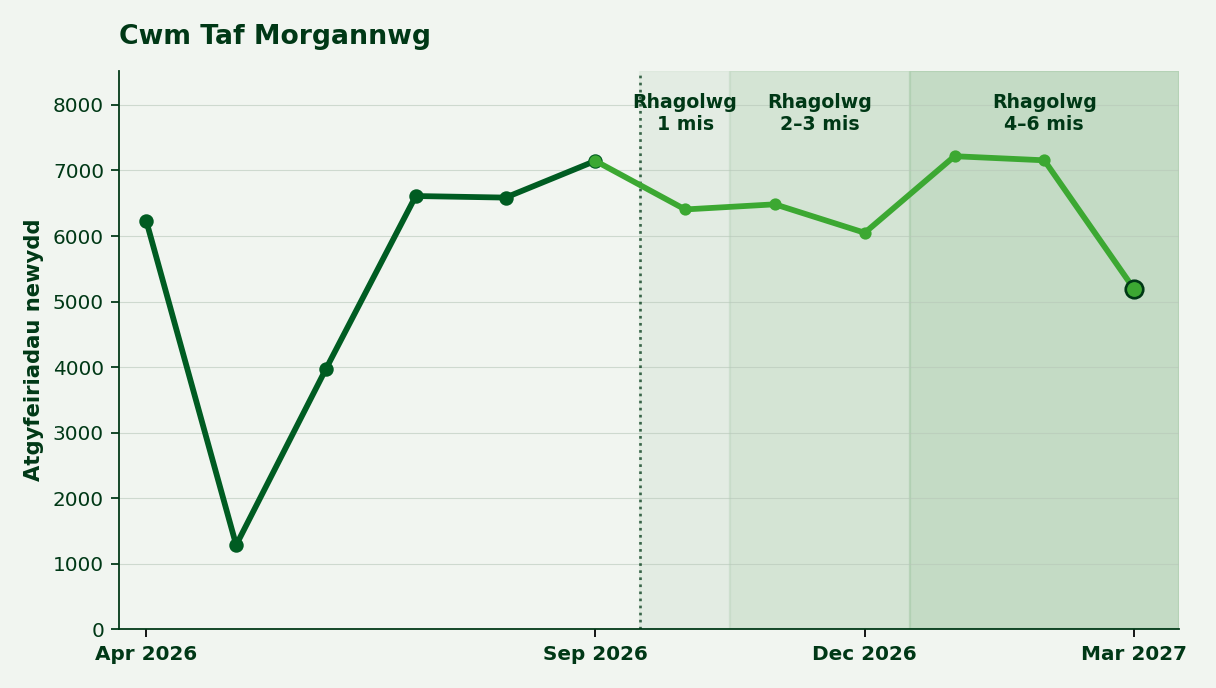 Cwm Taf Morgannwg
Atgyfeiriadau newydd
8000
7000
6000
5000
4000
3000
2000
1000
0
Rhagolwg
1 mis
Rhagolwg
2–3 mis
Rhagolwg
4–6 mis
Apr 2026
Sep 2026
Dec 2026
Mar 2027